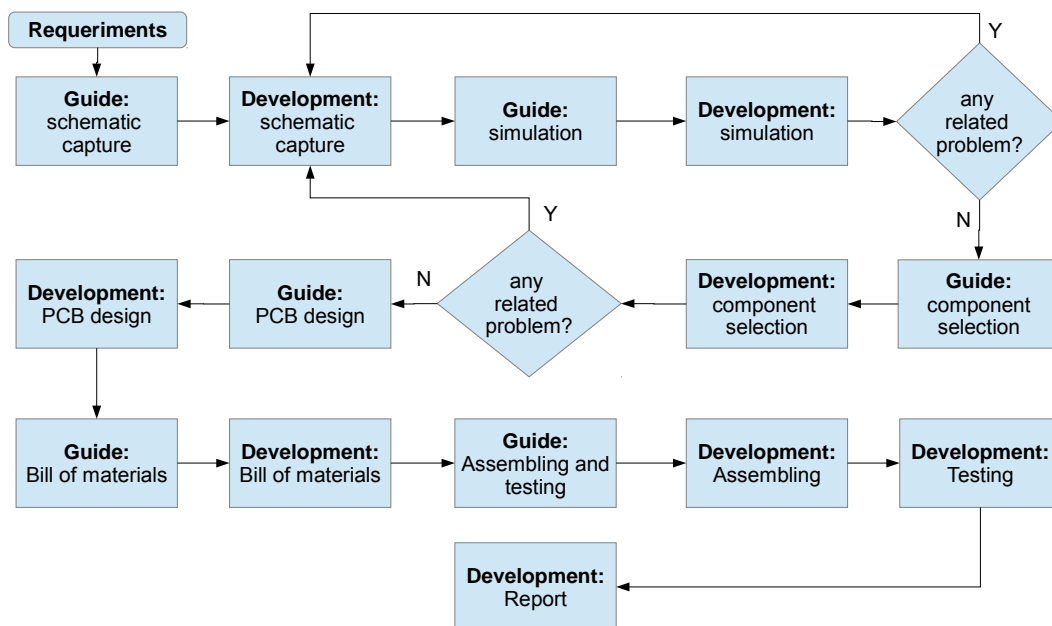 Requeriments
Y
Guide:
schematic
capture
Development:
schematic
capture
Guide:
simulation
Development:
simulation
any
related
problem?
Y
N
Development:
PCB design
Guide:
PCB design
N
any
related
problem?
Development:
component
selection
Guide:
component
selection
Guide:
Bill of materials
Development:
Bill of materials
Guide:
Assembling and
testing
Development:
Assembling
Development:
Testing
Development:
Report